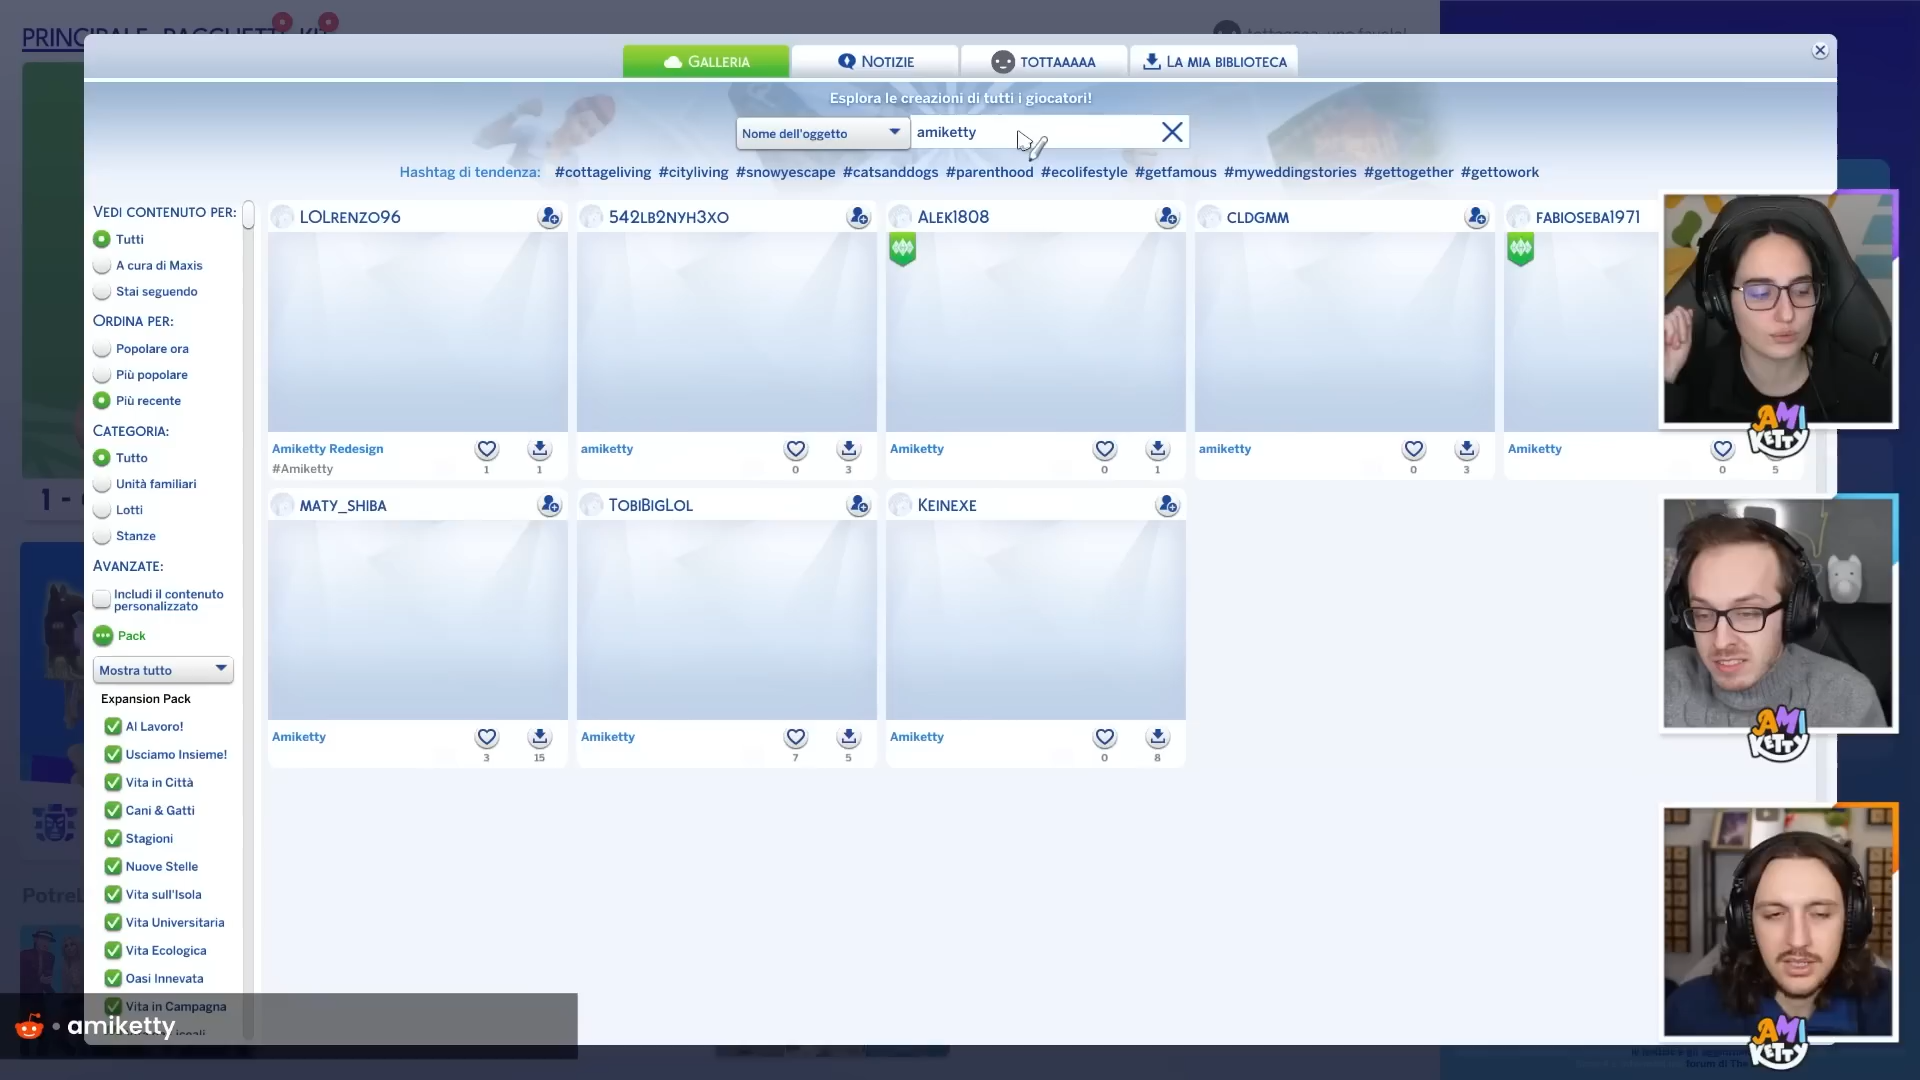 GALLERIA
NOTIZIE
TOTTAAAAA
LA MIA BIBLIOTECA
Esplora le creazioni di tutti i giocatori!
Nome dell'oggetto
amiketty
Hashtag di tendenza: #cottageliving #cityliving #snowyescape #catsanddogs #parenthood #ecolifestyle #getfamous #myweddingstories #gettogether #gettowork
VEDI CONTENUTO PER:
Tutti
A cura di Maxis
Stai seguendo
ORDINA PER:
Popolare ora
Più popolare
Più recente
CATEGORIA:
Tutto
Unità familiari
Lotti
Stanze
AVANZATE:
Includi il contenuto
personalizzato
Pack
Mostra tutto
Expansion Pack
Al Lavoro!
Usciamo Insieme!
Vita in Città
Cani & Gatti
Stagioni
Nuove Stelle
Vita sull'Isola
Vita Universitaria
Vita Ecologica
Oasi Innevata
Vita in Campagna
LOLRENZO96
Amiketty Redesign
#Amiketty
1
1
542LB2NYH3XO
amiketty
0
3
ALEK1808
Amiketty
0
1
CLDGMM
amiketty
0
3
FABIOSEBA1971
Amiketty
0
5
MATY_SHIBA
Amiketty
3
15
TOBIBIGLOL
Amiketty
7
5
KEINEXE
Amiketty
0
8
AMI
KETTY
AMI
KETTY
AMI
KETTY
• amiketty